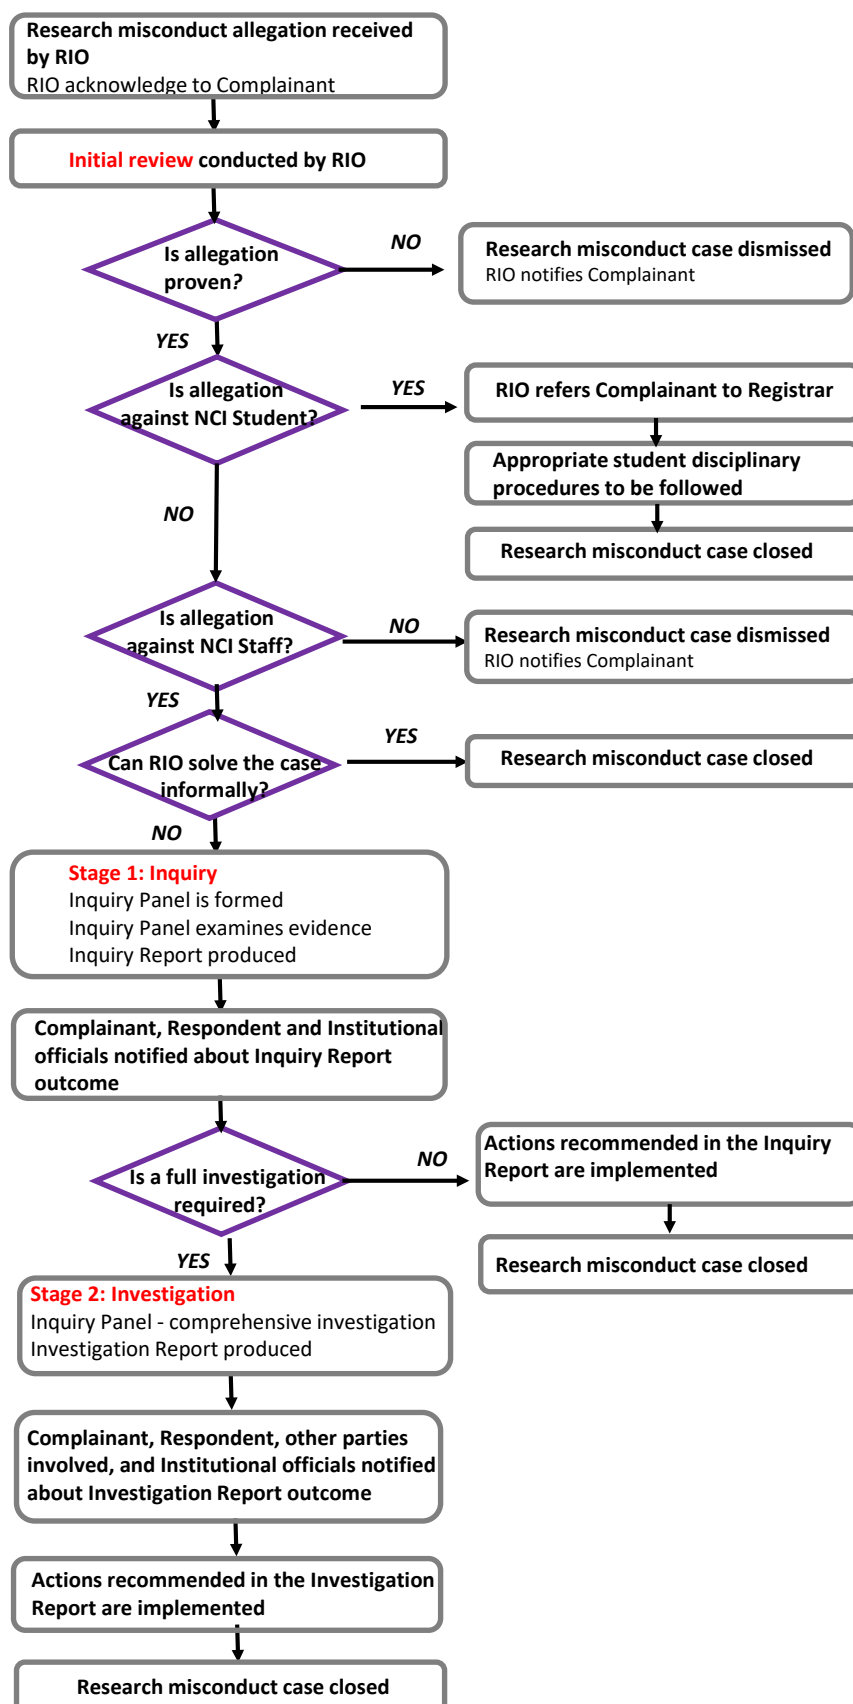 Research misconduct allegation received
by RIO
RIO acknowledge to Complainant
Initial review conducted by RIO
Is allegation
proven?
NO
Research misconduct case dismissed
RIO notifies Complainant
YES
Is allegation
against NCI Student?
YES
RIO refers Complainant to Registrar
Appropriate student disciplinary
procedures to be followed
Research misconduct case closed
NO
Is allegation
against NCI Staff?
NO
Research misconduct case dismissed
RIO notifies Complainant
YES
Can RIO solve the case
informally?
YES
Research misconduct case closed
NO
Stage 1: Inquiry
Inquiry Panel is formed
Inquiry Panel examines evidence
Inquiry Report produced
Complainant, Respondent and Institutional
officials notified about Inquiry Report
outcome
Is a full investigation
required?
NO
Actions recommended in the Inquiry
Report are implemented
Research misconduct case closed
YES
Stage 2: Investigation
Inquiry Panel - comprehensive investigation
Investigation Report produced
Complainant, Respondent, other parties
involved, and Institutional officials notified
about Investigation Report outcome
Actions recommended in the Investigation
Report are implemented
Research misconduct case closed